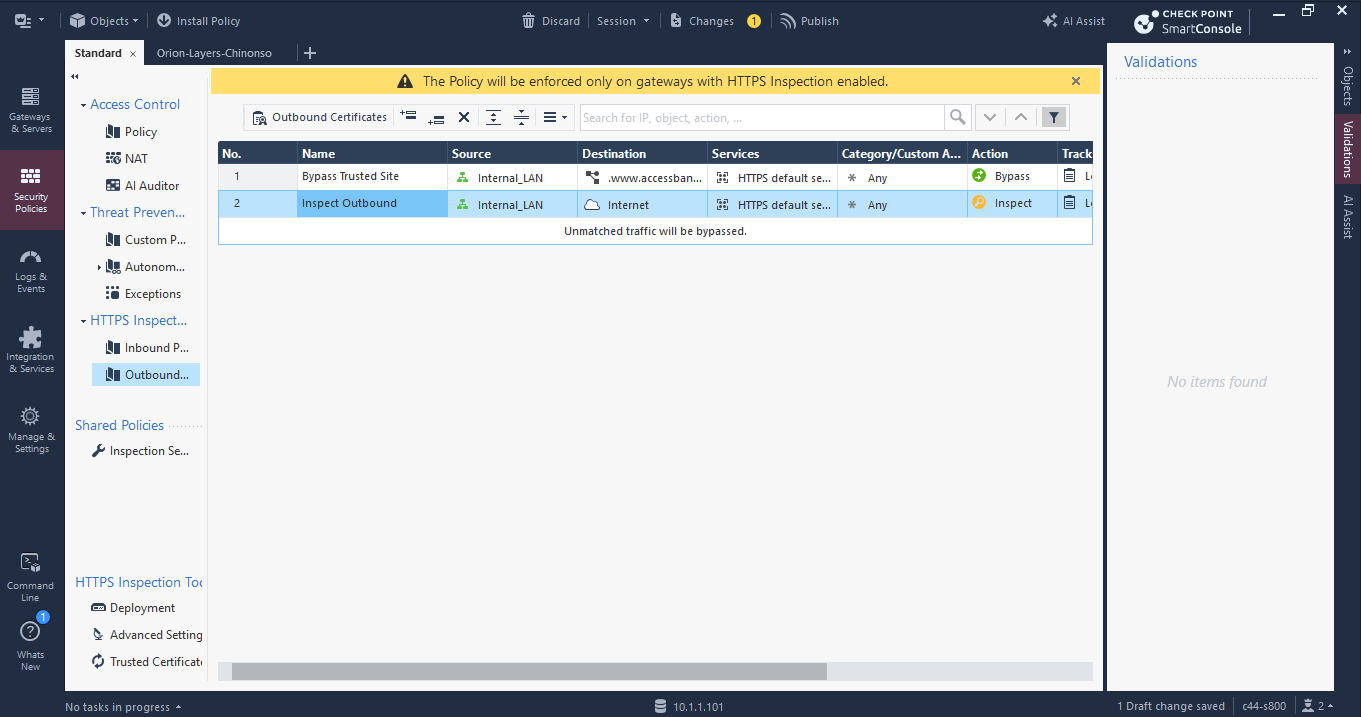 Objects
Install Policy
Discard
Session
Changes
1
Publish
AI Assist
CHECK POINT
SmartConsole
Standard
Orion-Layers-Chinonso
The Policy will be enforced only on gateways with HTTPS Inspection enabled.
Gateways
& Servers
Security
Policies
Logs &
Events
Integration
& Services
Manage &
Settings
Command
Line
1
Whats
New
Access Control
Policy
NAT
AI Auditor
Threat Preven...
Custom P...
Autonom...
Exceptions
HTTPS Inspect...
Inbound P...
Outbound...
Shared Policies
Inspection Se...
HTTPS Inspection Too
Deployment
Advanced Setting
Trusted Certificate
Outbound Certificates
Search for IP, object, action, ...
No. Name Source Destination Services Category/Custom A... Action Track
1 Bypass Trusted Site Internal_LAN .www.accessban... HTTPS default se... Any Bypass L
2 Inspect Outbound Internal_LAN Internet HTTPS default se... Any Inspect L
Unmatched traffic will be bypassed.
Validations
No items found
Objects
Validations
AI Assist
No tasks in progress
10.1.1.101
1 Draft change saved
c44-s800
2